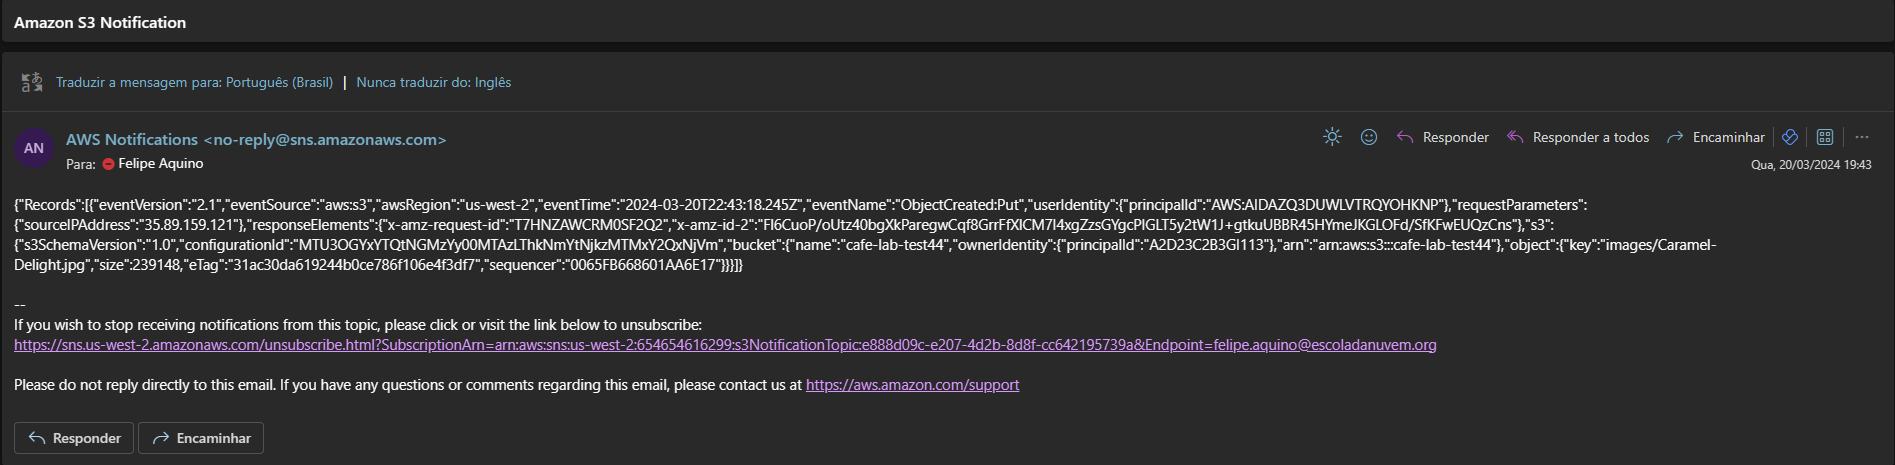 Amazon S3 Notification
Traduzir a mensagem para: Português (Brasil) | Nunca traduzir do: Inglês
AN
AWS Notifications <no-reply@sns.amazonaws.com>
Para: Felipe Aquino
Responder
Responder a todos
Encaminhar
Qua, 20/03/2024 19:43
{"Records":[{"eventVersion":"2.1","eventSource":"aws:s3","awsRegion":"us-west-2","eventTime":"2024-03-20T22:43:18.245Z","eventName":"ObjectCreated:Put","userIdentity":{"principalId":"AWS:AIDAZQ3DUWLVTRQYOHKNP"},"requestParameters":
{"sourceIPAddress":"35.89.159.121"},"responseElements":{"x-amz-request-id":"T7HNZAWCRM0SF2Q2","x-amz-id-2":"FI6CuoP/oUtz40bgXkParegwCqf8GrrFfXICM7I4xgZzsGYgcPIGLT5y2tW1J+gtkuUBBR45HYmeJKGLOFd/SfKFwEUQzCns"},"s3":
{"s3SchemaVersion":"1.0","configurationId":"MTU3OGYxYTQtNGMzYy00MTAzLThkNmYtNjkzMTMxY2QxNjVm","bucket":{"name":"cafe-lab-test44","ownerIdentity":{"principalId":"A2D23C2B3GI113"},"arn":"arn:aws:s3:::cafe-lab-test44"},"object":{"key":"images/Caramel-
Delight.jpg","size":239148,"eTag":"31ac30da619244b0ce786f106e4f3df7","sequencer":"0065FB668601AA6E17"}}}]}
--
If you wish to stop receiving notifications from this topic, please click or visit the link below to unsubscribe:
https://sns.us-west-2.amazonaws.com/unsubscribe.html?SubscriptionArn=arn:aws:sns:us-west-2:654654616299:s3NotificationTopic:e888d09c-e207-4d2b-8d8f-cc642195739a&Endpoint=felipe.aquino@escoladanuvem.org
Please do not reply directly to this email. If you have any questions or comments regarding this email, please contact us at https://aws.amazon.com/support
Responder
Encaminhar